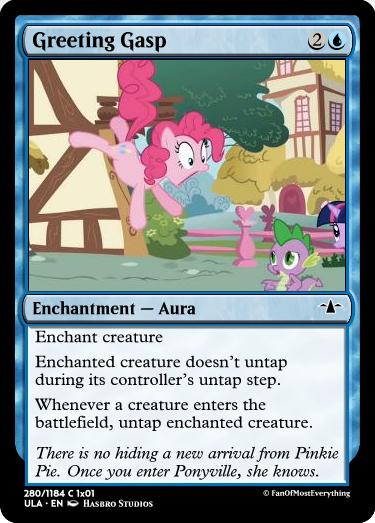 Greeting Gasp 2
Enchantment — Aura
Enchant creature
Enchanted creature doesn't untap
during its controller's untap step.
Whenever a creature enters the
battlefield, untap enchanted creature.
There is no hiding a new arrival from Pinkie
Pie. Once you enter Ponyville, she knows.
280/1184 C 1x01
ULA • EN Hasbro Studios
© FanOfMostEverything